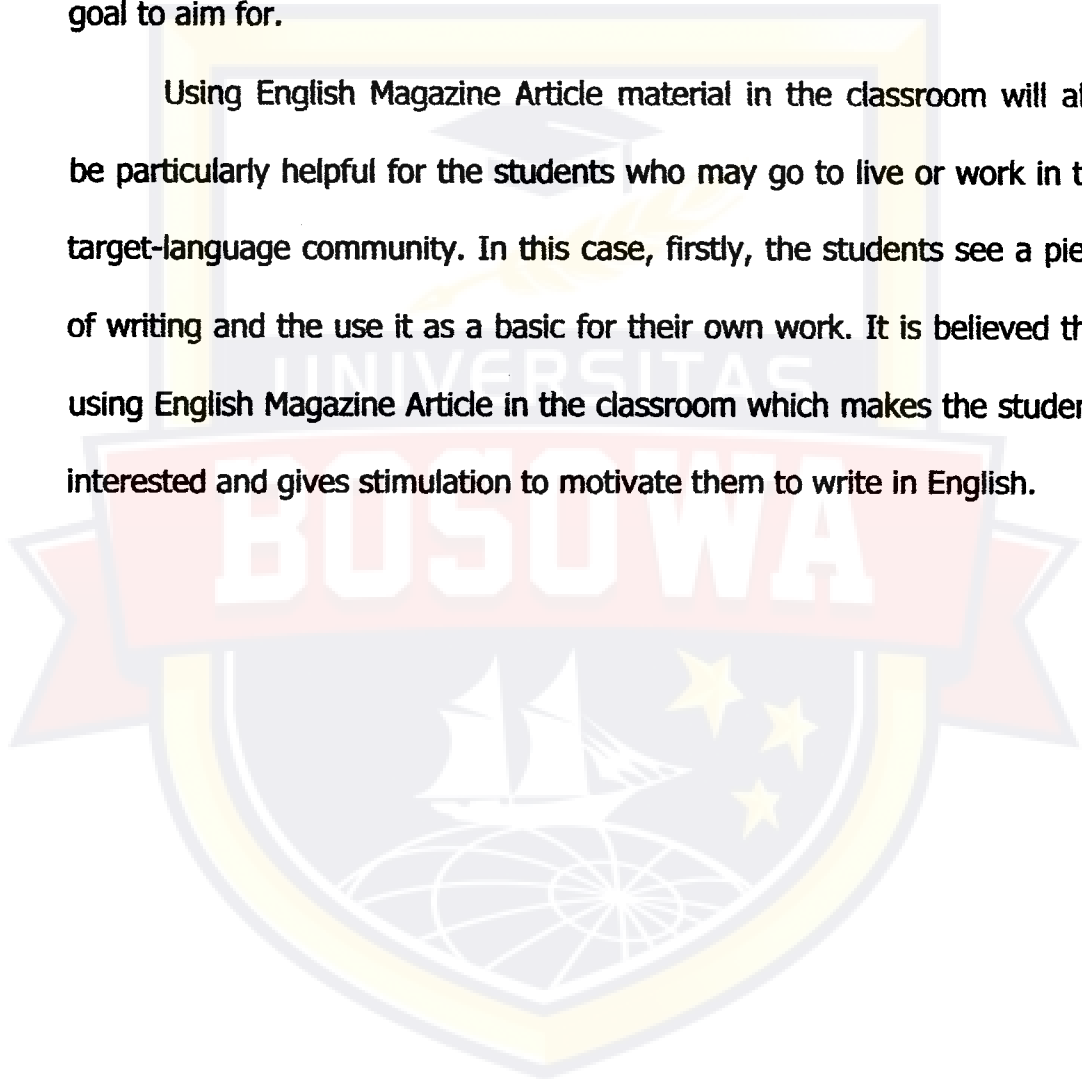 goal to aim for.
Using English Magazine Article material in the classroom will al
be particularly helpful for the students who may go to live or work in t
target-language community. In this case, firstly, the students see a pie
of writing and the use it as a basic for their own work. It is believed th
using English Magazine Article in the classroom which makes the studen
interested and gives stimulation to motivate them to write in English.
UNIVERSITAS
BOSOWA